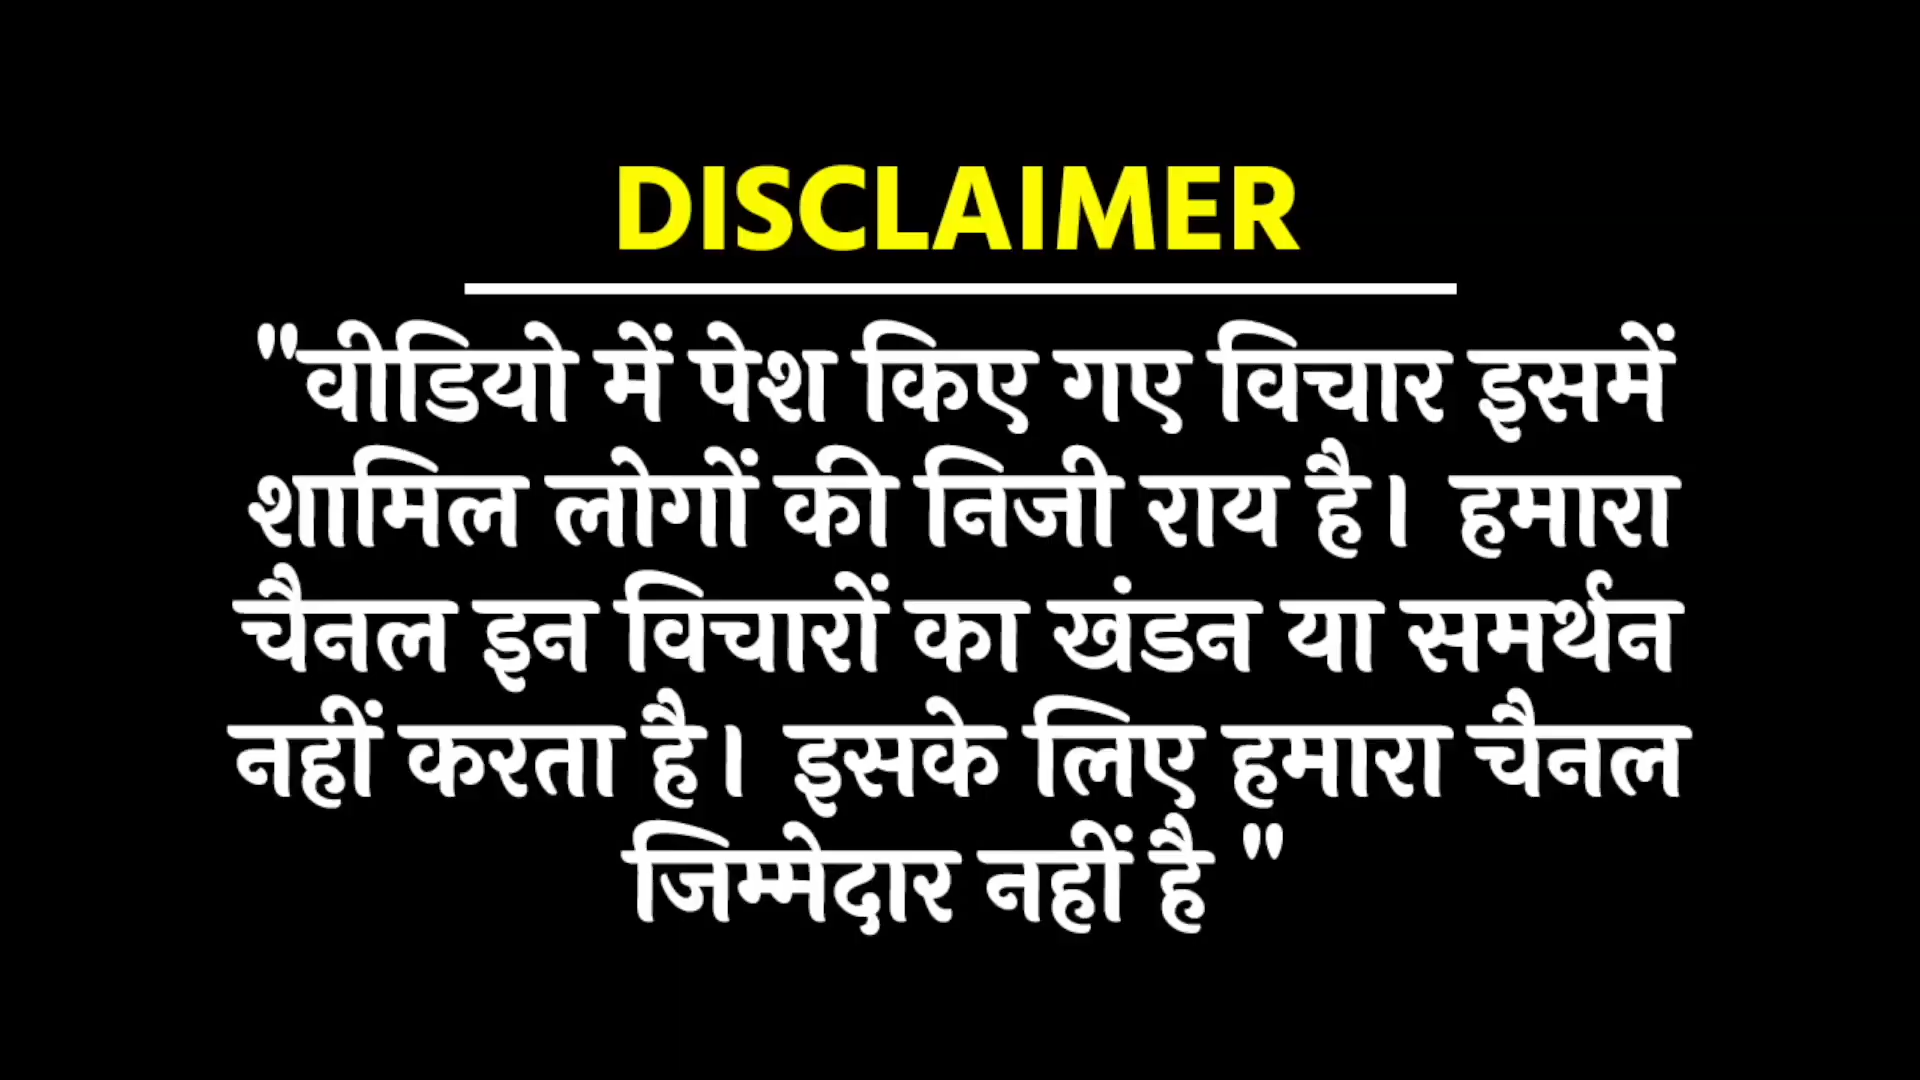 DISCLAIMER
"वीडियो में पेश किए गए विचार इसमें
शामिल लोगों की निजी राय है। हमारा
चैनल इन विचारों का खंडन या समर्थन
नहीं करता है। इसके लिए हमारा चैनल
जिम्मेदार नहीं है "